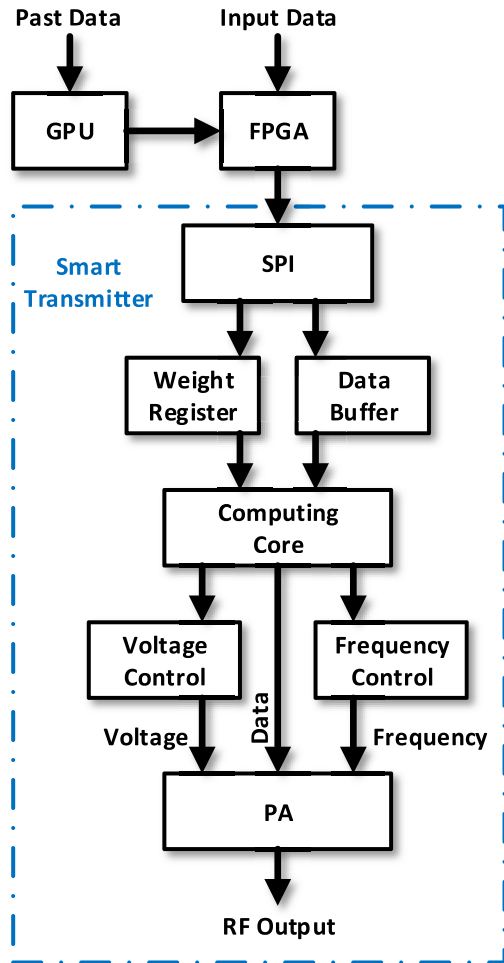 Past Data
Input Data
GPU
FPGA
SPI
Smart
Transmitter
Weight
Register
Data
Buffer
Computing
Core
Voltage
Control
Frequency
Control
Voltage
Data
Frequency
PA
RF Output